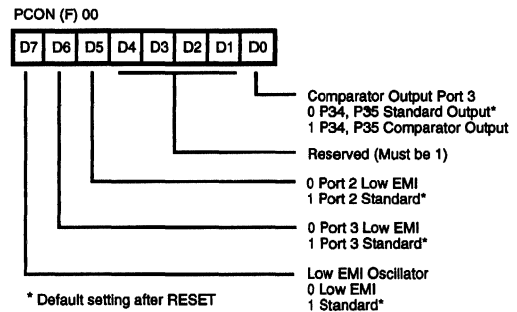 PCON (F) 00
D7 D6 D5 D4 D3 D2 D1 D0
Comparator Output Port 3
0 P34, P35 Standard Output*
1 P34, P35 Comparator Output
Reserved (Must be 1)
0 Port 2 Low EMI
1 Port 2 Standard*
0 Port 3 Low EMI
1 Port 3 Standard*
Low EMI Oscillator
0 Low EMI
1 Standard*
* Default setting after RESET